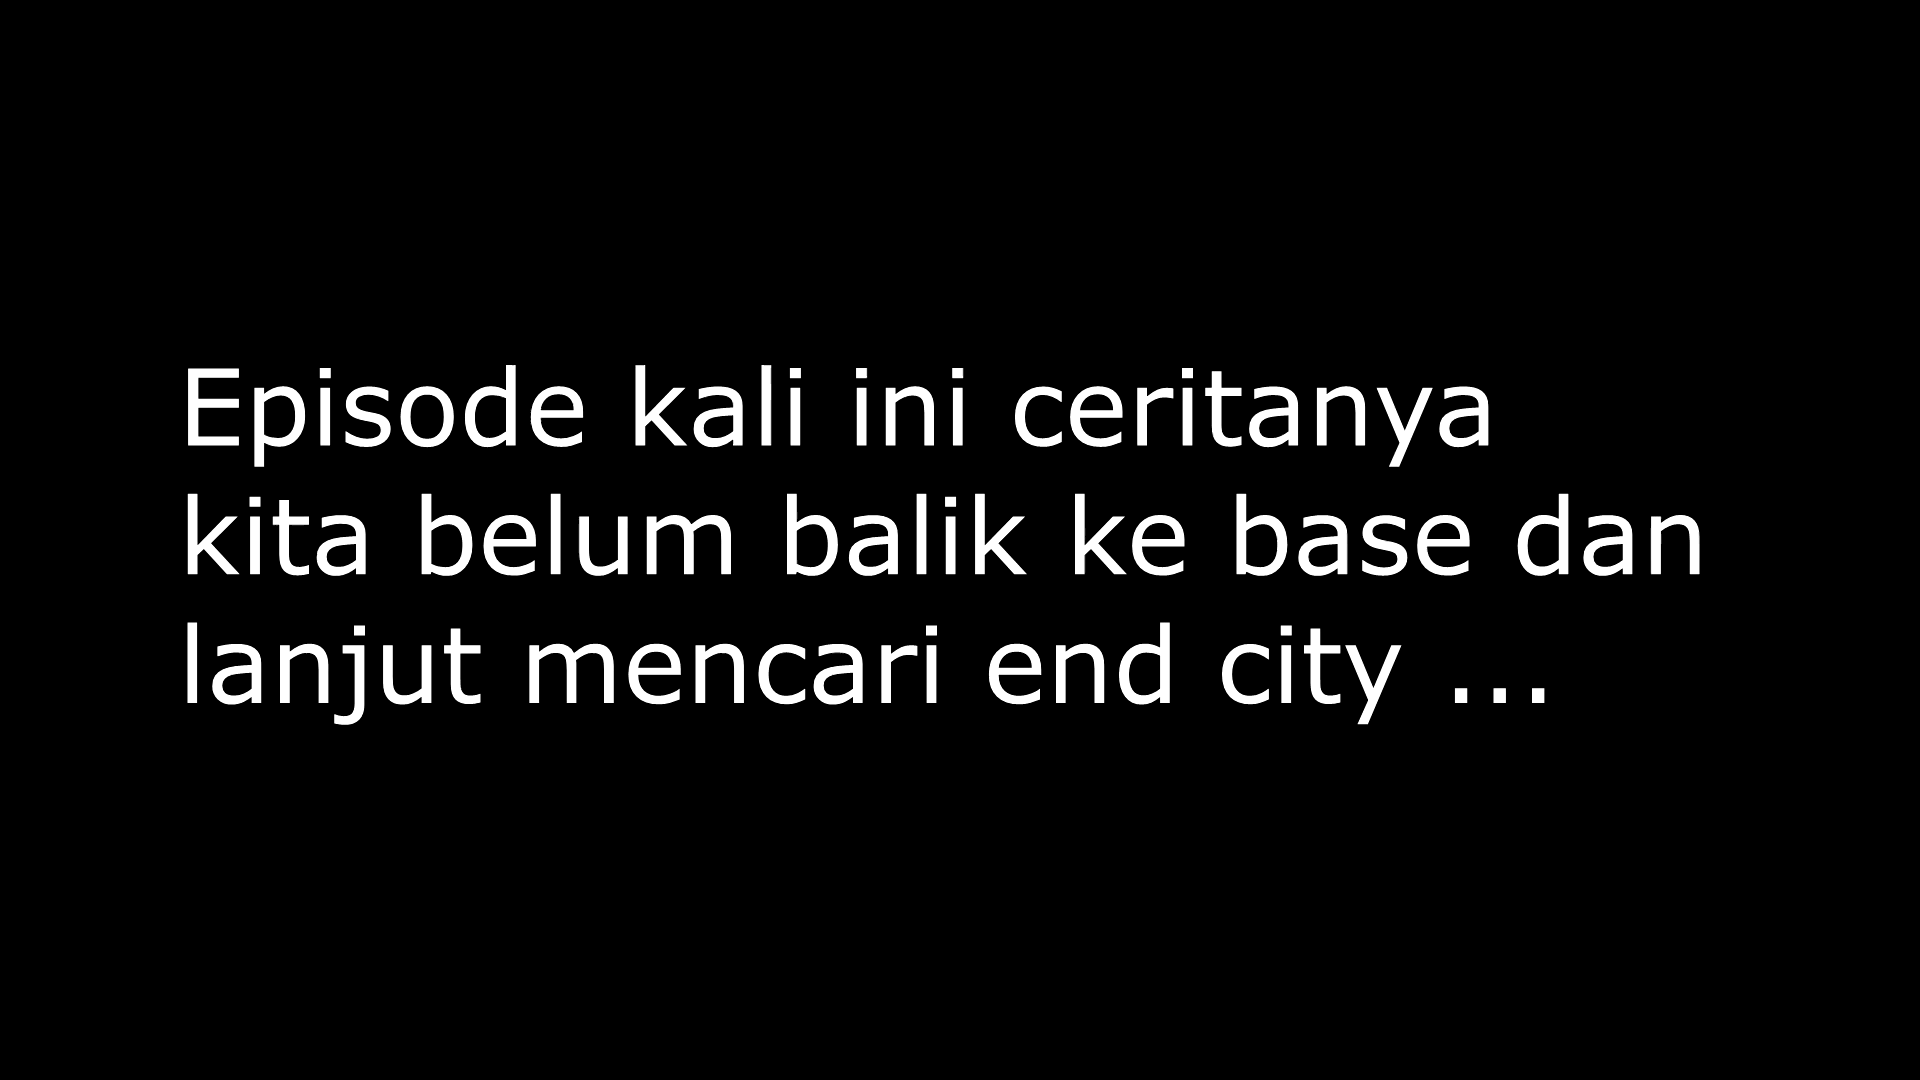 Episode kali ini ceritanya
kita belum balik ke base dan
lanjut mencari end city ...